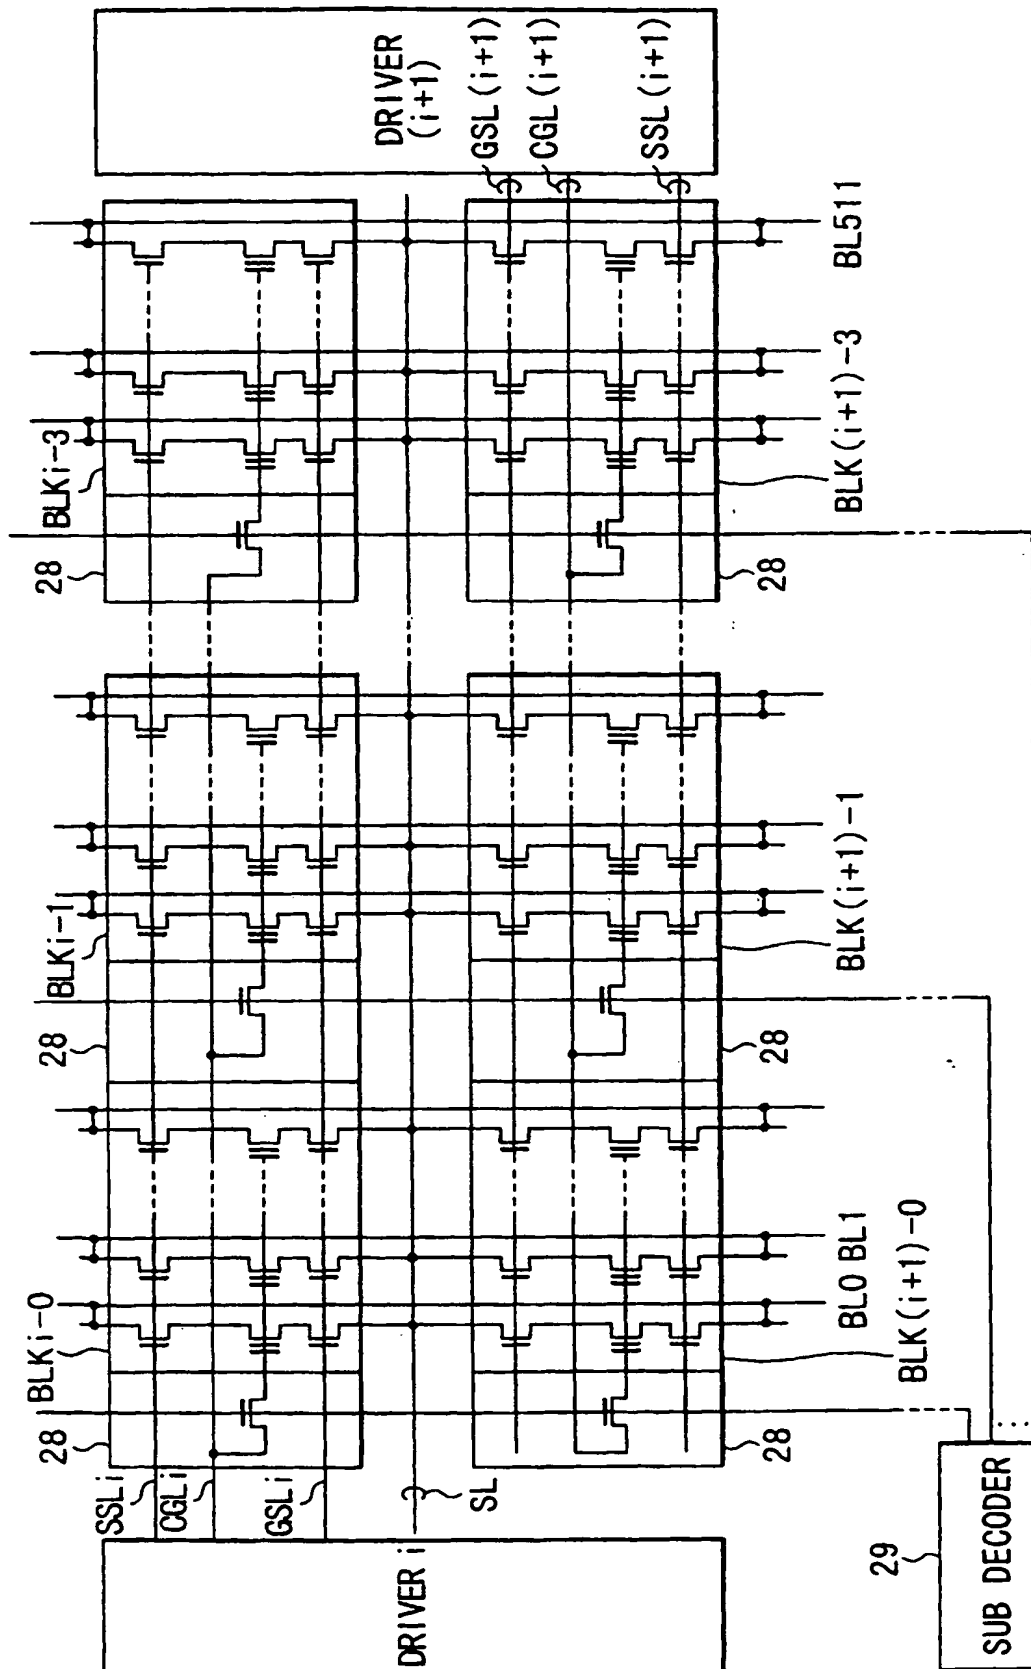 BLKi-0
BLKi-1
BLKi-3
28
28
28
SSLi
CGLi
GSLi
DRIVER i
SL
DRIVER
(i+1)
GSL(i+1)
CGL(i+1)
SSL(i+1)
28
28
28
BL0 BL1
BL511
BLK(i+1)-0
BLK(i+1)-1
BLK(i+1)-3
29
SUB DECODER